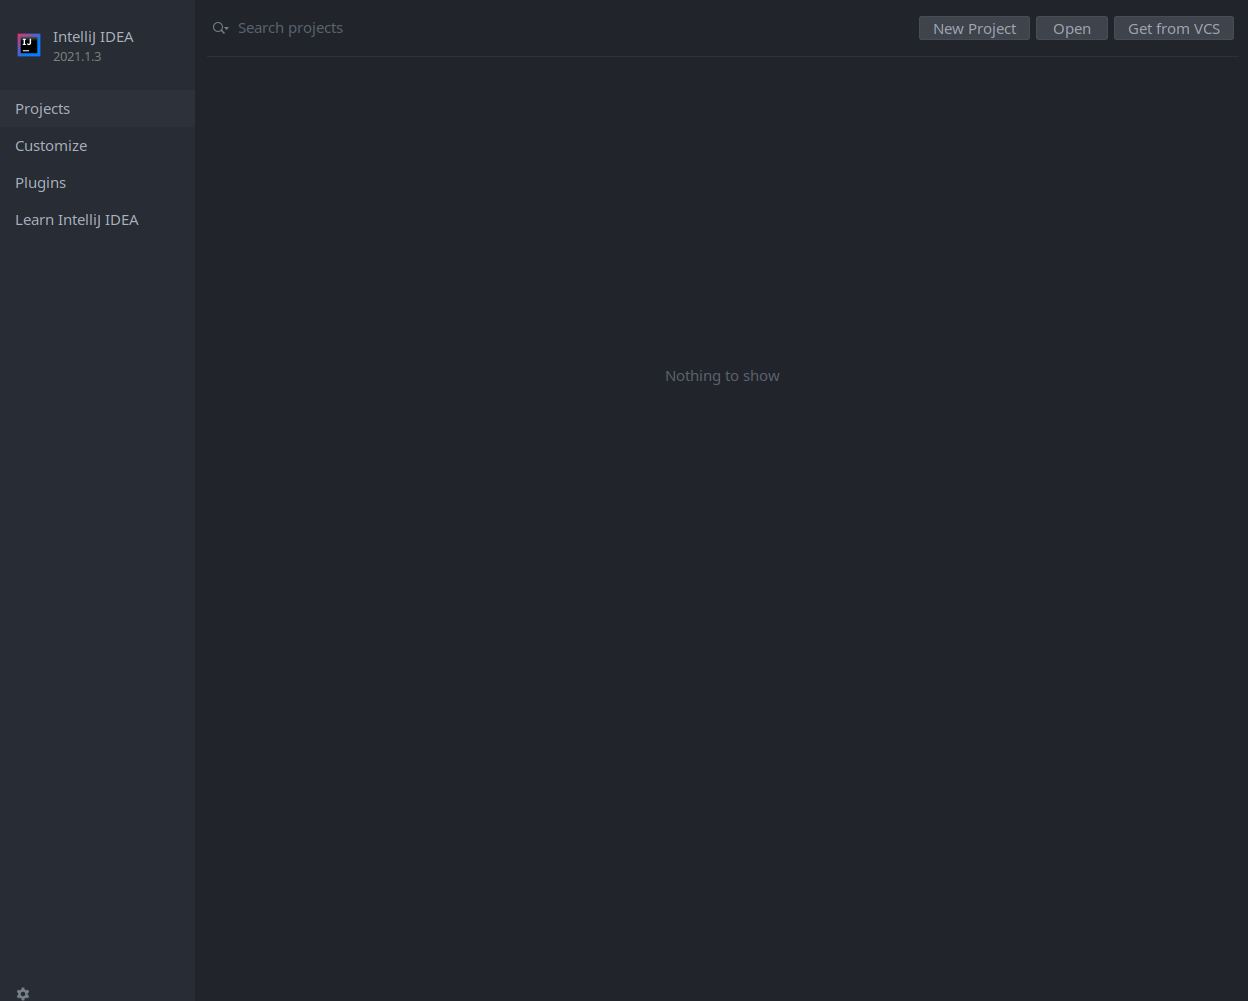 IntelliJ IDEA
2021.1.3
Projects
Customize
Plugins
Learn IntelliJ IDEA
Search projects
New Project
Open
Get from VCS
Nothing to show